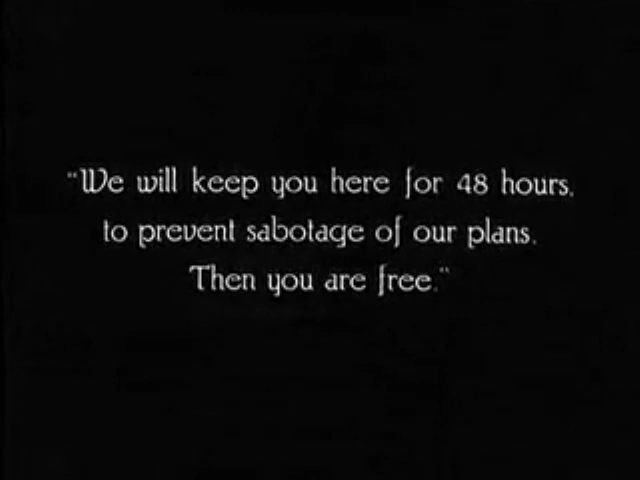 "We will keep you here for 48 hours,
to prevent sabotage of our plans.
Then you are free."